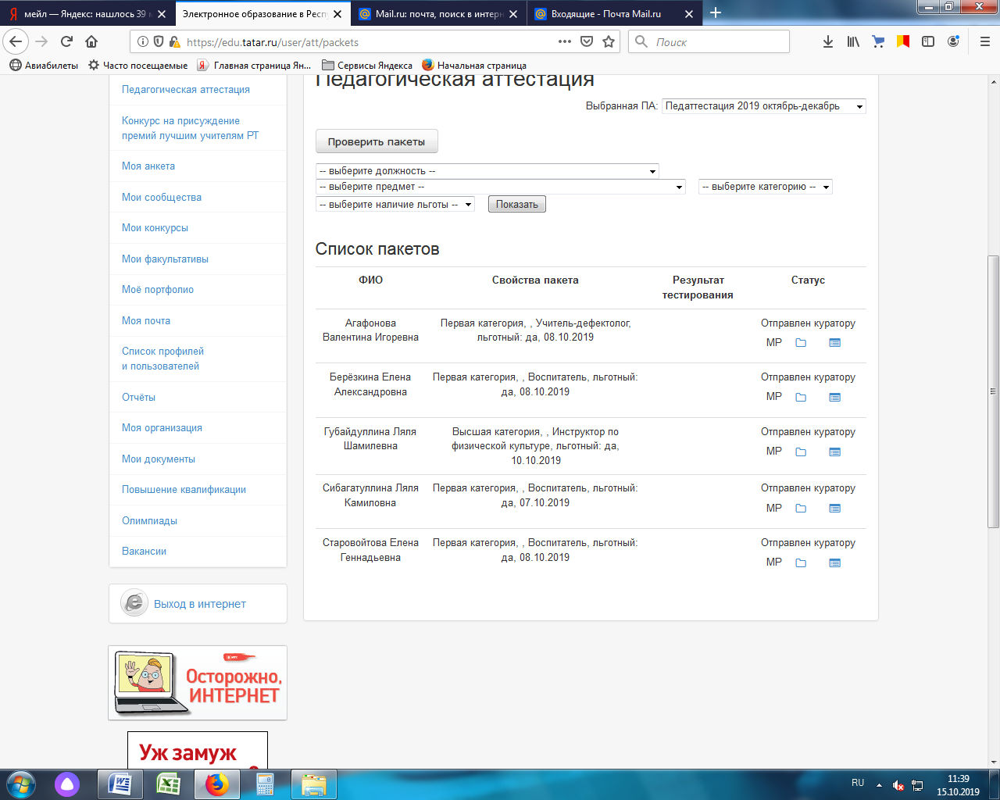 мейл — Яндекс: нашлось 39 м
Электронное образование в Респу
Mail.ru: почта, поиск в интерн
Входящие - Почта Mail.ru
https://edu.tatar.ru/user/att/packets
Поиск
Авиабилеты
Часто посещаемые
Главная страница Ян...
Сервисы Яндекса
Начальная страница
Педагогическая аттестация
Конкурс на присуждение
премий лучшим учителям РТ
Моя анкета
Мои сообщества
Мои конкурсы
Мои факультативы
Моё портфолио
Моя почта
Список профилей
и пользователей
Отчёты
Моя организация
Мои документы
Повышение квалификации
Олимпиады
Вакансии
Выход в интернет
Осторожно,
ИНТЕРНЕТ
Уж замуж
Педагогическая аттестация
Выбранная ПА: Педаттестация 2019 октябрь-декабрь
Проверить пакеты
-- выберите должность --
-- выберите предмет -- -- выберите категорию --
-- выберите наличие льготы -- Показать
Список пакетов
ФИО Свойства пакета Результат Статус
тестирования
Агафонова Первая категория, , Учитель-дефектолог, Отправлен куратору
Валентина Игоревна льготный: да, 08.10.2019
МР
Берёзкина Елена Первая категория, , Воспитатель, льготный: Отправлен куратору
Александровна да, 08.10.2019
МР
Губайдуллина Ляля Высшая категория, , Инструктор по Отправлен куратору
Шамилевна физической культуре, льготный: да,
МР
10.10.2019
Сибагатуллина Ляля Первая категория, , Воспитатель, льготный: Отправлен куратору
Камиловна да, 07.10.2019
МР
Старовойтова Елена Первая категория, , Воспитатель, льготный: Отправлен куратору
Геннадьевна да, 08.10.2019
МР
RU
11:39
15.10.2019